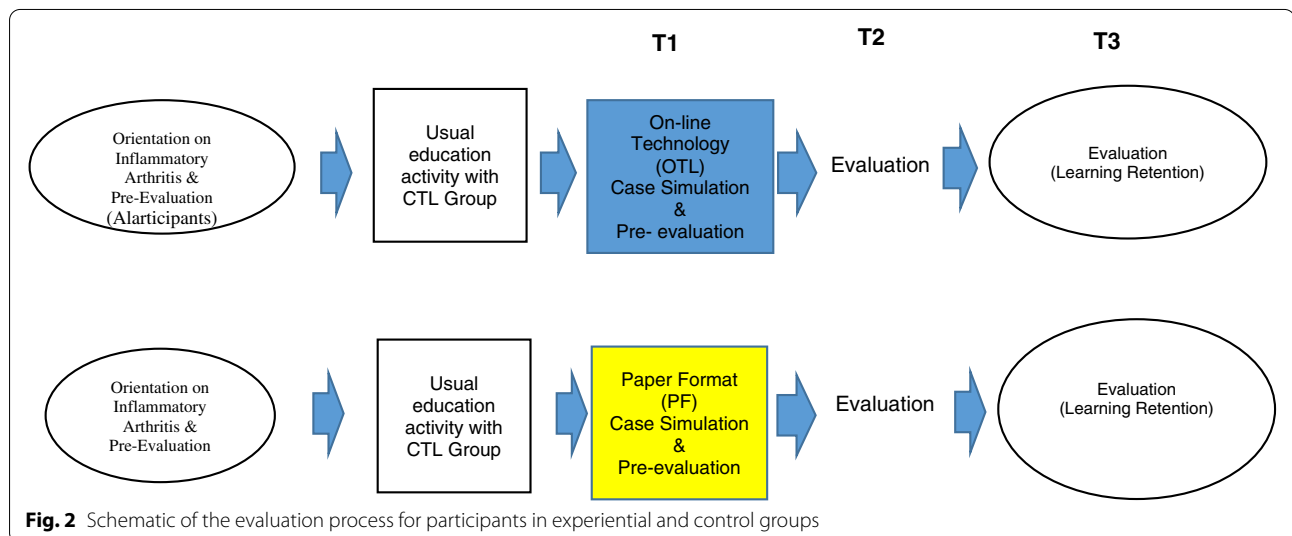 T1 T2 T3
Orientation on
Inflammatory
Arthritis &
Pre-Evaluation
(Alarticipants)
Usual
education
activity with
CTL Group
On-line
Technology
(OTL)
Case Simulation
&
Pre- evaluation
Evaluation
Evaluation
(Learning Retention)
Orientation on
Inflammatory
Arthritis &
Pre-Evaluation
Usual
education
activity with
CTL Group
Paper Format
(PF)
Case Simulation
&
Pre-evaluation
Evaluation
Evaluation
(Learning Retention)
Fig. 2 Schematic of the evaluation process for participants in experiential and control groups